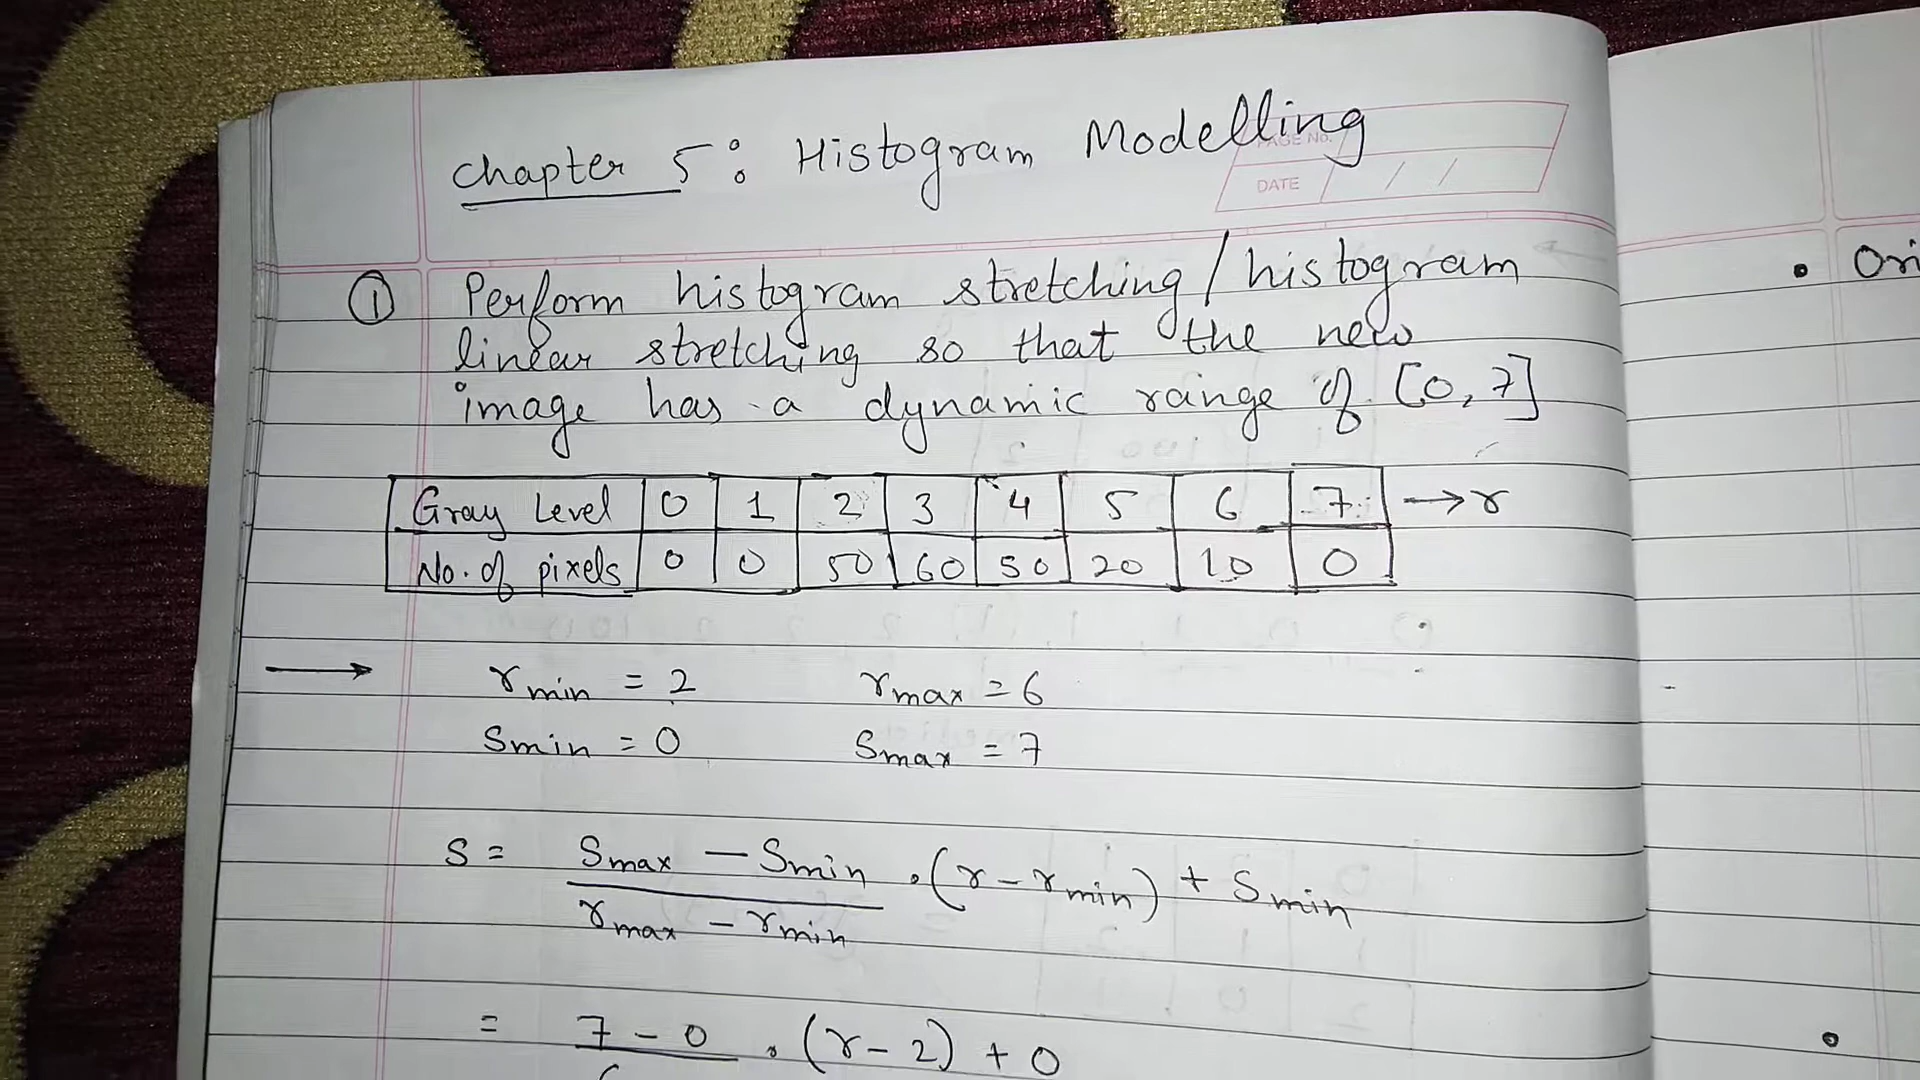 Chapter 5: Histogram Modelling
PAGE No.
DATE / /
① Perform histogram stretching / histogram
linear stretching so that the new
image has a dynamic range of [0, 7]
Gray Level 0 1 2 3 4 5 6 7 → r
No. of pixels 0 0 50 60 50 20 10 0
→ rmin = 2 rmax = 6
Smin = 0 Smax = 7
S = Smax - Smin . (r - rmin) + Smin
rmax - rmin
= 7 - 0 . (r - 2) + 0